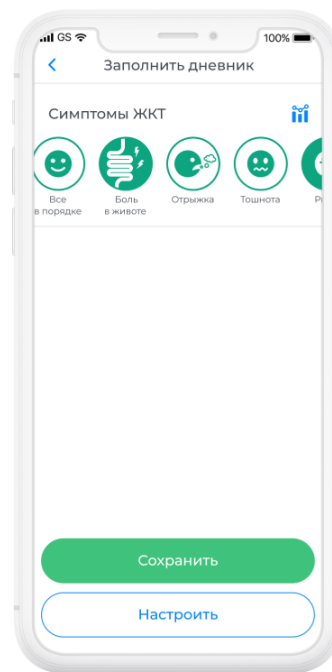 GS 100%
Заполнить дневник
Симптомы ЖКТ
Все
в порядке
Боль
в животе
Отрыжка
Тошнота
Сохранить
Настроить